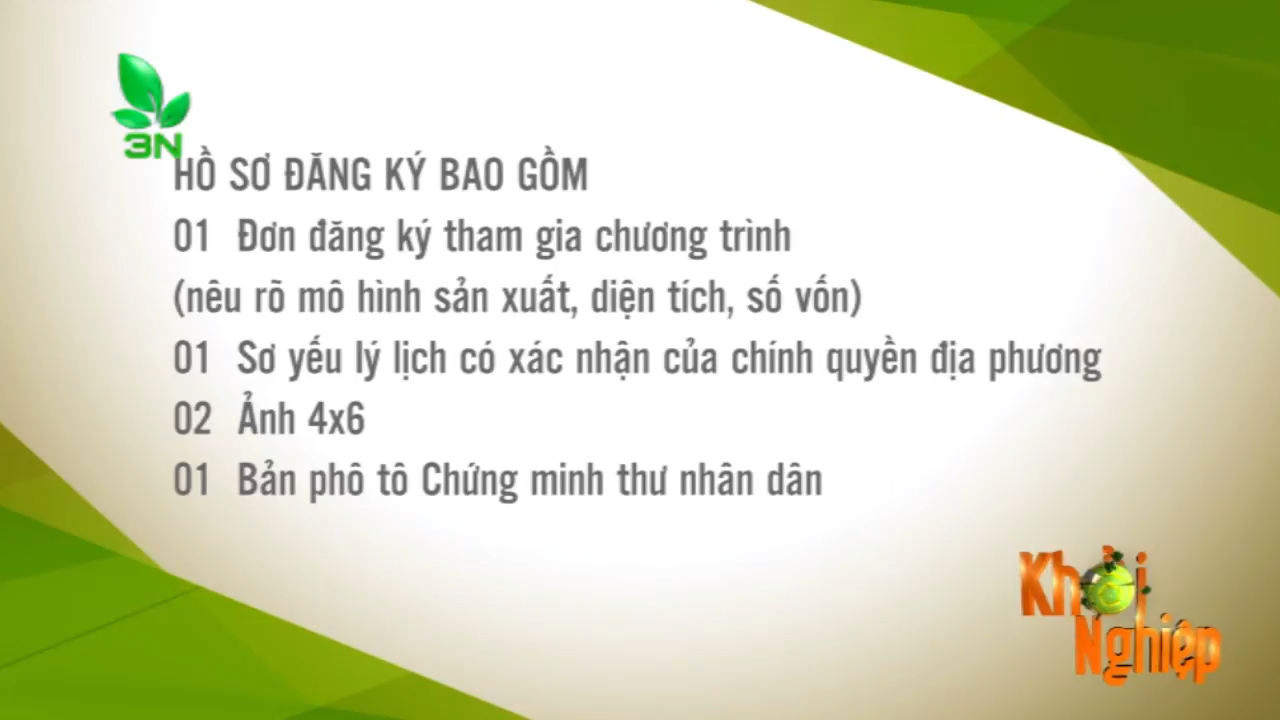 3N
HỒ SƠ ĐĂNG KÝ BAO GỒM
01 Đơn đăng ký tham gia chương trình
(nêu rõ mô hình sản xuất, diện tích, số vốn)
01 Sơ yếu lý lịch có xác nhận của chính quyền địa phương
02 Ảnh 4x6
01 Bản phô tô Chứng minh thư nhân dân
Khởi
Nghiệp